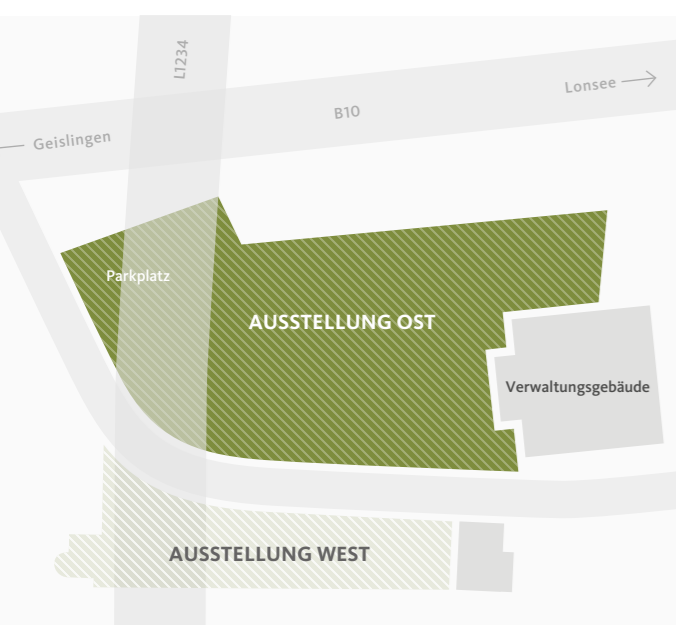 L1234
Lonsee
B10
Geislingen
Parkplatz
AUSSTELLUNG OST
Verwaltungsgebäude
AUSSTELLUNG WEST